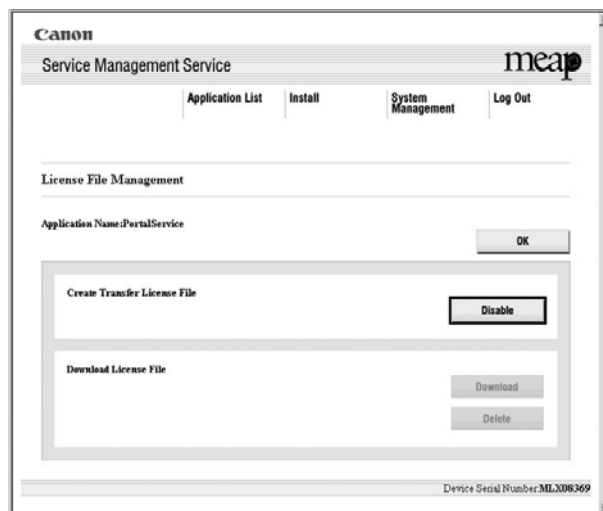 Canon
Service Management Service
meap
Application List Install System Management Log Out
License File Management
Application Name:PortalService
OK
Create Transfer License File
Disable
Download License File
Download
Delete
Device Serial Number:MLX08369